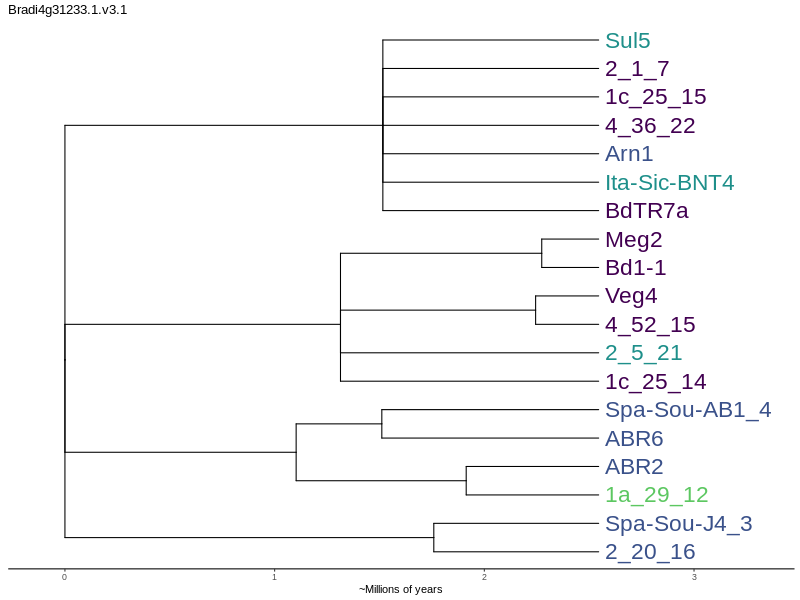 Bradi4g31233.1.v3.1
Sul5
2_1_7
1c_25_15
4_36_22
Arn1
Ita-Sic-BNT4
BdTR7a
Meg2
Bd1-1
Veg4
4_52_15
2_5_21
1c_25_14
Spa-Sou-AB1_4
ABR6
ABR2
1a_29_12
Spa-Sou-J4_3
2_20_16
0 1 2 3
~Millions of years